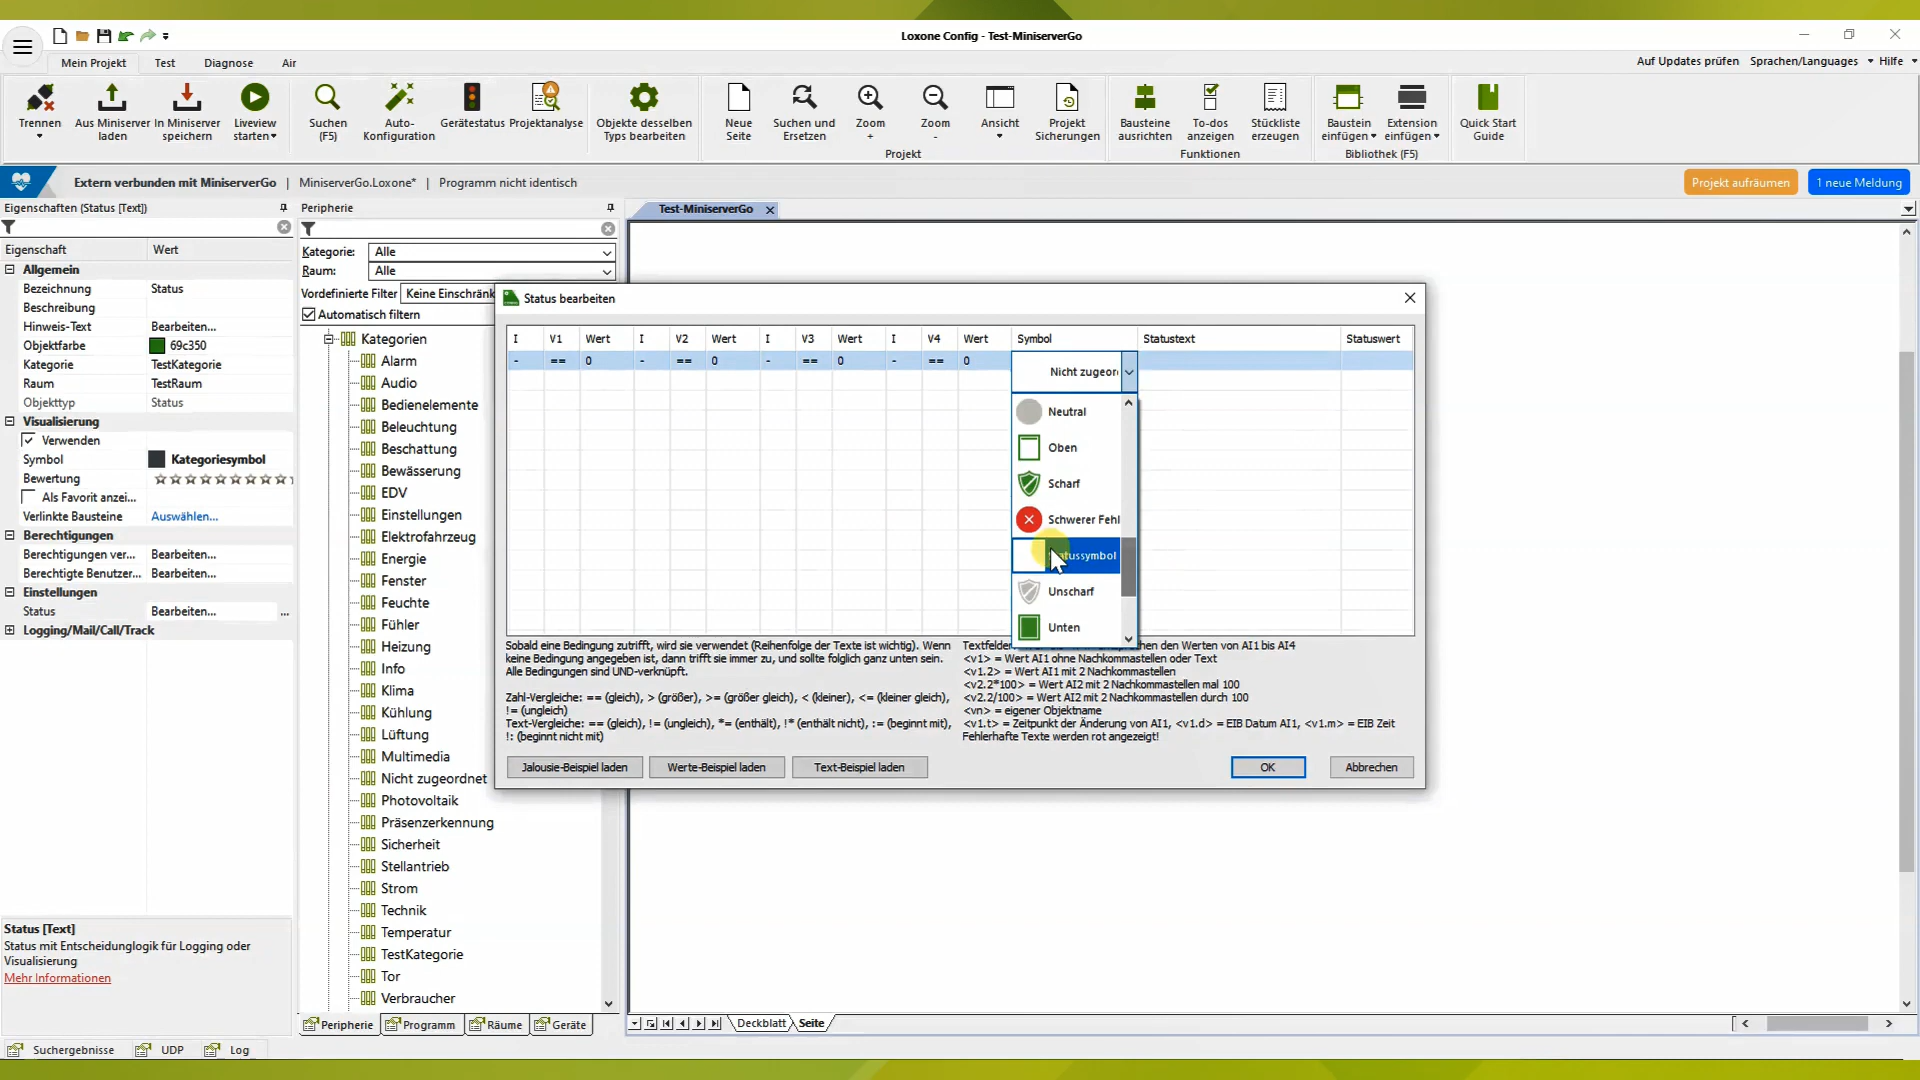 Loxone Config - Test-MiniserverGo
Mein Projekt
Test
Diagnose
Air
Auf Updates prüfen
Sprachen/Languages
Hilfe
Trennen
Aus Miniserver laden
In Miniserver speichern
Liveview starten
Suchen (F5)
Auto-Konfiguration
Gerätestatus
Projektanalyse
Objekte desselben Typs bearbeiten
Neue Seite
Suchen und Ersetzen
Zoom +
Zoom -
Ansicht
Projekt Sicherungen
Projekt
Bausteine ausrichten
To-dos anzeigen
Stückliste erzeugen
Funktionen
Baustein einfügen
Extension einfügen
Bibliothek (F5)
Quick Start Guide
Extern verbunden mit MiniserverGo | MiniserverGo.Loxone* | Programm nicht identisch
Projekt aufräumen
1 neue Meldung
Eigenschaften (Status [Text])
Eigenschaft Wert
Allgemein
Bezeichnung Status
Beschreibung
Hinweis-Text Bearbeiten...
Objektfarbe 69c350
Kategorie TestKategorie
Raum TestRaum
Objekttyp Status
Visualisierung
Verwenden
Symbol Kategoriesymbol
Bewertung
Als Favorit anzei...
Verlinkte Bausteine Auswählen...
Berechtigungen
Berechtigungen ver... Bearbeiten...
Berechtigte Benutzer... Bearbeiten...
Einstellungen
Status Bearbeiten... ...
Logging/Mail/Call/Track
Status [Text]
Status mit Entscheidunglogik für Logging oder
Visualisierung
Mehr Informationen
Peripherie
Kategorie: Alle
Raum: Alle
Vordefinierte Filter Keine Einschränk
Automatisch filtern
Kategorien
Alarm
Audio
Bedienelemente
Beleuchtung
Beschattung
Bewässerung
EDV
Einstellungen
Elektrofahrzeug
Energie
Fenster
Feuchte
Fühler
Heizung
Info
Klima
Kühlung
Lüftung
Multimedia
Nicht zugeordnet
Photovoltaik
Präsenzerkennung
Sicherheit
Stellantrieb
Strom
Technik
Temperatur
TestKategorie
Tor
Verbraucher
Peripherie
Programm
Räume
Geräte
Test-MiniserverGo
Status bearbeiten
I V1 Wert I V2 Wert I V3 Wert I V4 Wert Symbol Statustext Statuswert
- == 0 - == 0 - == 0 - == 0
Nicht zugeor
Neutral
Oben
Scharf
Schwerer Fehl
tussymbol
Unscharf
Unten
Sobald eine Bedingung zutrifft, wird sie verwendet (Reihenfolge der Texte ist wichtig). Wenn
keine Bedingung angegeben ist, dann trifft sie immer zu, und sollte folglich ganz unten sein.
Alle Bedingungen sind UND-verknüpft.
Zahl-Vergleiche: == (gleich), > (größer), >= (größer gleich), < (kleiner), <= (kleiner gleich),
!= (ungleich)
Text-Vergleiche: == (gleich), != (ungleich), *= (enthält), !* (enthält nicht), := (beginnt mit),
!: (beginnt nicht mit)
Textfelder den Werten von AI1 bis AI4
<v1> = Wert AI1 ohne Nachkommastellen oder Text
<v1.2> = Wert AI1 mit 2 Nachkommastellen
<v2.2*100> = Wert AI2 mit 2 Nachkommastellen mal 100
<v2.2/100> = Wert AI2 mit 2 Nachkommastellen durch 100
<vn> = eigener Objektname
<v1.t> = Zeitpunkt der Änderung von AI1, <v1.d> = EIB Datum AI1, <v1.m> = EIB Zeit
Fehlerhafte Texte werden rot angezeigt!
Jalousie-Beispiel laden
Werte-Beispiel laden
Text-Beispiel laden
OK
Abbrechen
Deckblatt
Seite
Suchergebnisse
UDP
Log